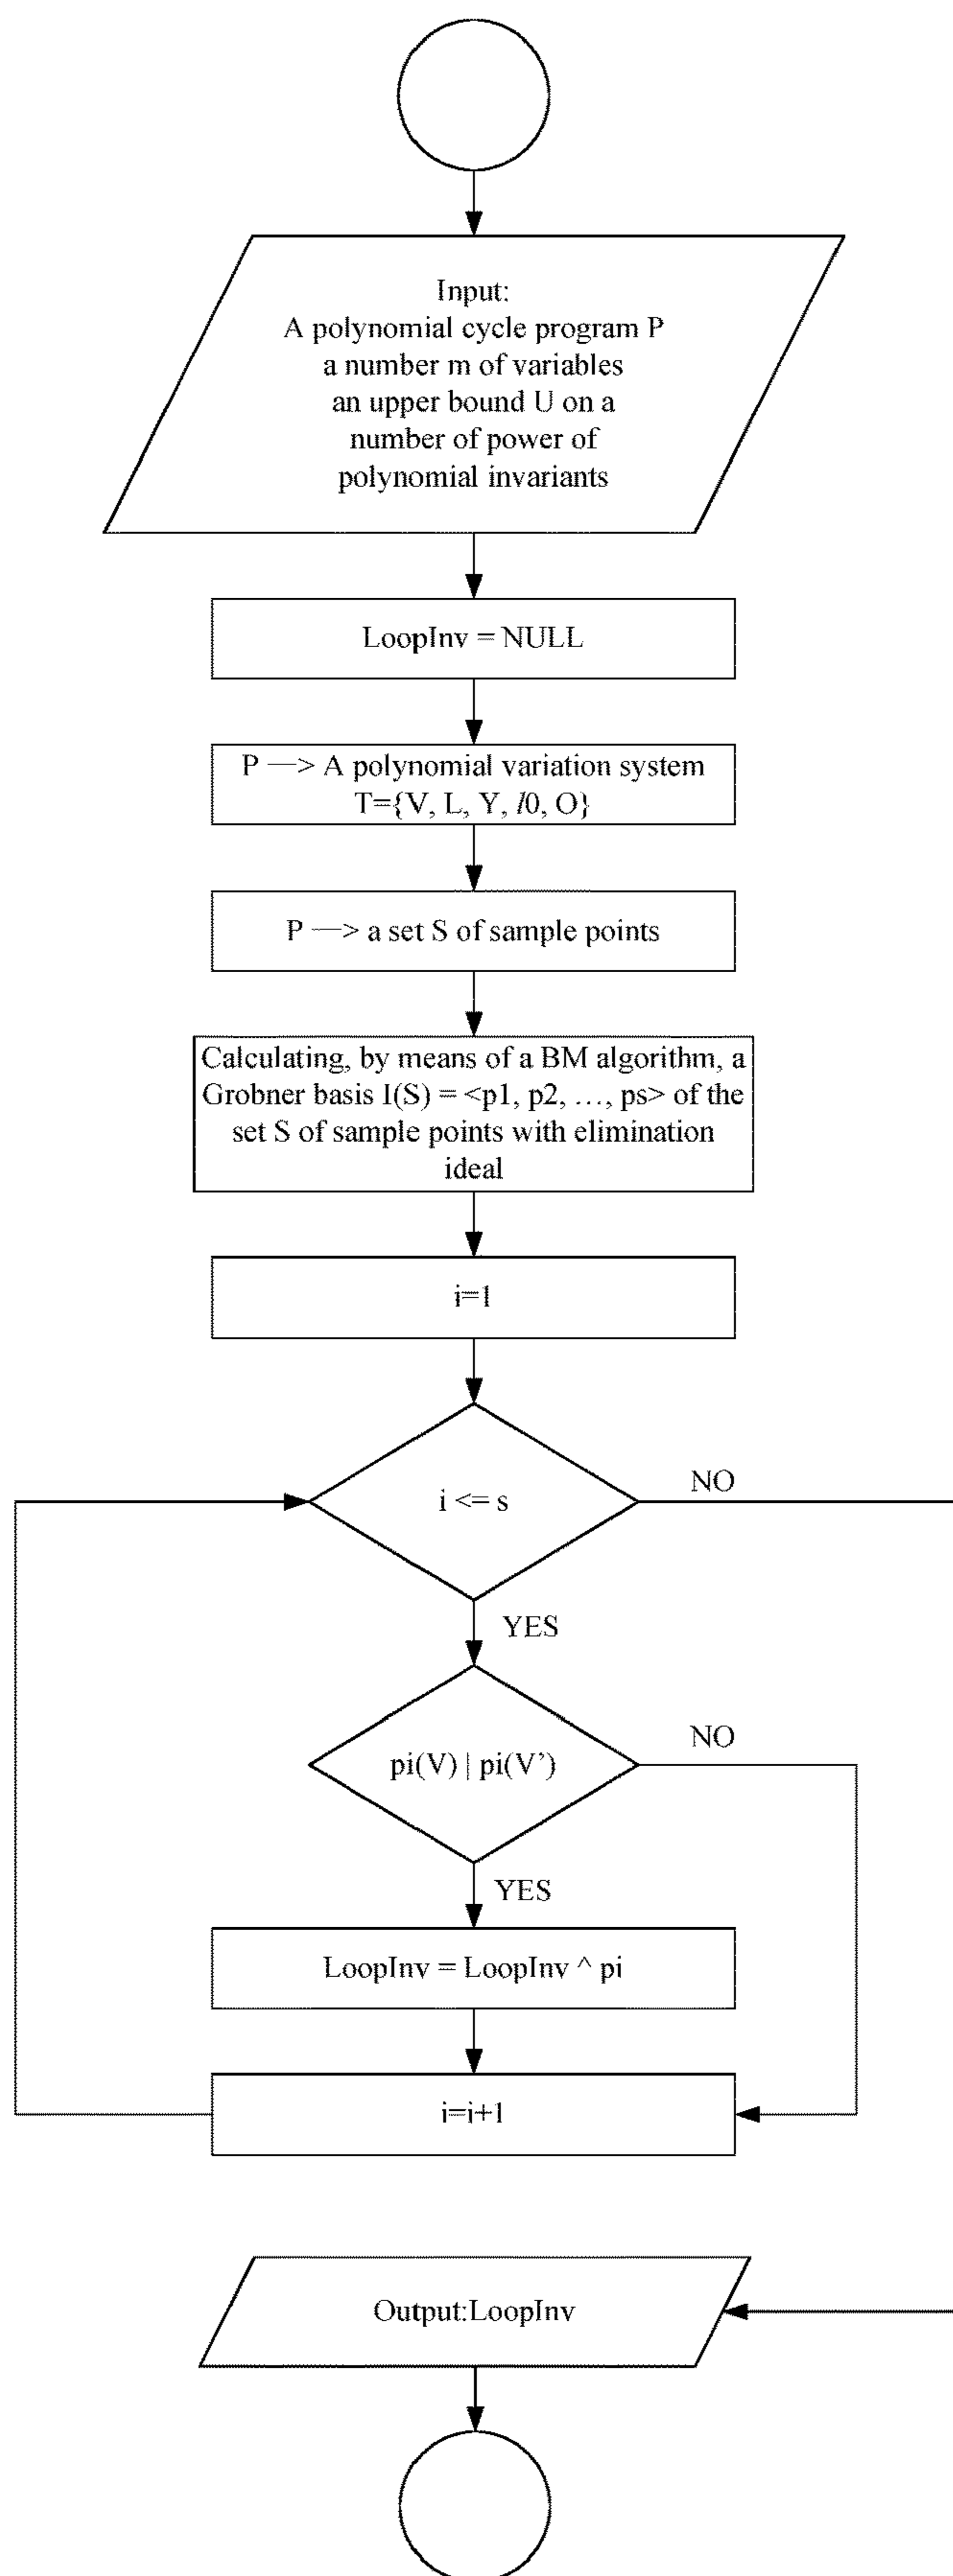 Input:
A polynomial cycle program P
a number m of variables
an upper bound U on a
number of power of
polynomial invariants
LoopInv = NULL
P —> A polynomial variation system
T={V, L, Y, l0, O}
P —> a set S of sample points
Calculating, by means of a BM algorithm, a
Grobner basis I(S) = <p1, p2, …, ps> of the
set S of sample points with elimination
ideal
i=1
i <= s
NO
YES
pi(V) | pi(V’)
NO
YES
LoopInv = LoopInv ^ pi
i=i+1
Output:LoopInv